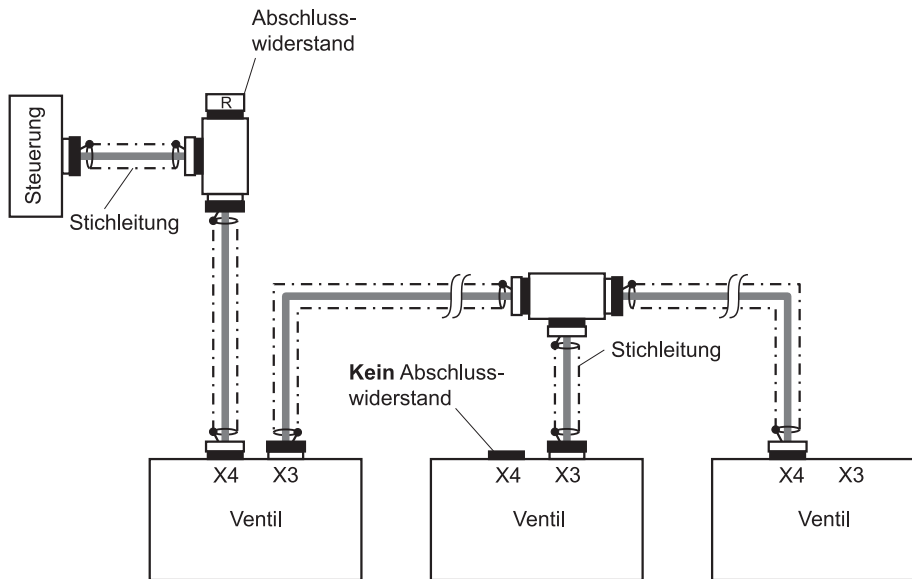 Abschluss-
widerstand
R
Steuerung
Stichleitung
Stichleitung
Kein Abschluss-
widerstand
X4 X3
X4 X3
X4 X3
Ventil
Ventil
Ventil